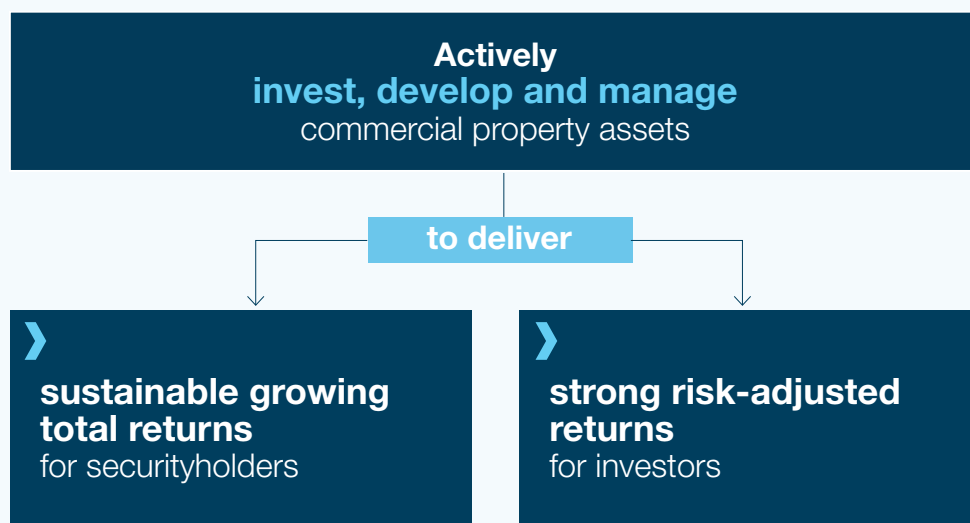 Actively
invest, develop and manage
commercial property assets
to deliver
sustainable growing
total returns
for securityholders
strong risk-adjusted
returns
for investors